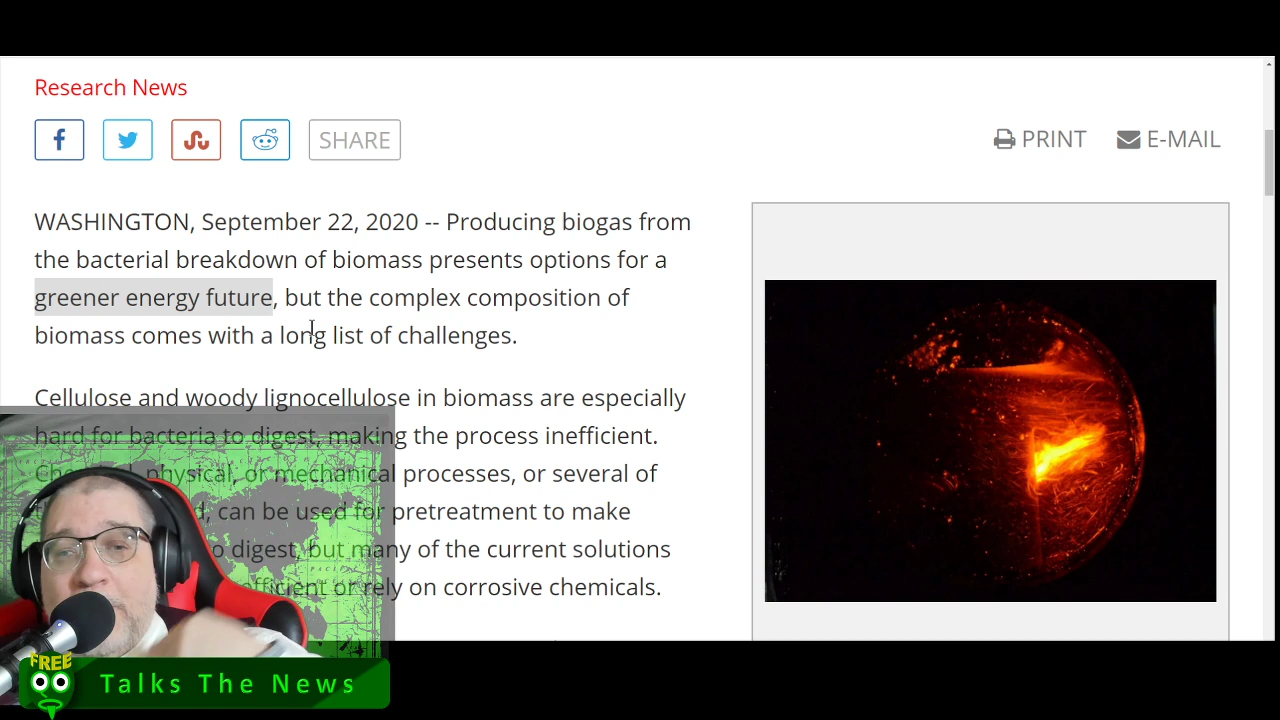 Research News
SHARE
PRINT
E-MAIL
WASHINGTON, September 22, 2020 -- Producing biogas from
the bacterial breakdown of biomass presents options for a
greener energy future, but the complex composition of
biomass comes with a long list of challenges.
Cellulose and woody lignocellulose in biomass are especially
hard for bacteria to digest, making the process inefficient.
Chemical, physical, or mechanical processes, or several of
can be used for pretreatment to make
to digest, but many of the current solutions
or rely on corrosive chemicals.
FREE
Talks The News